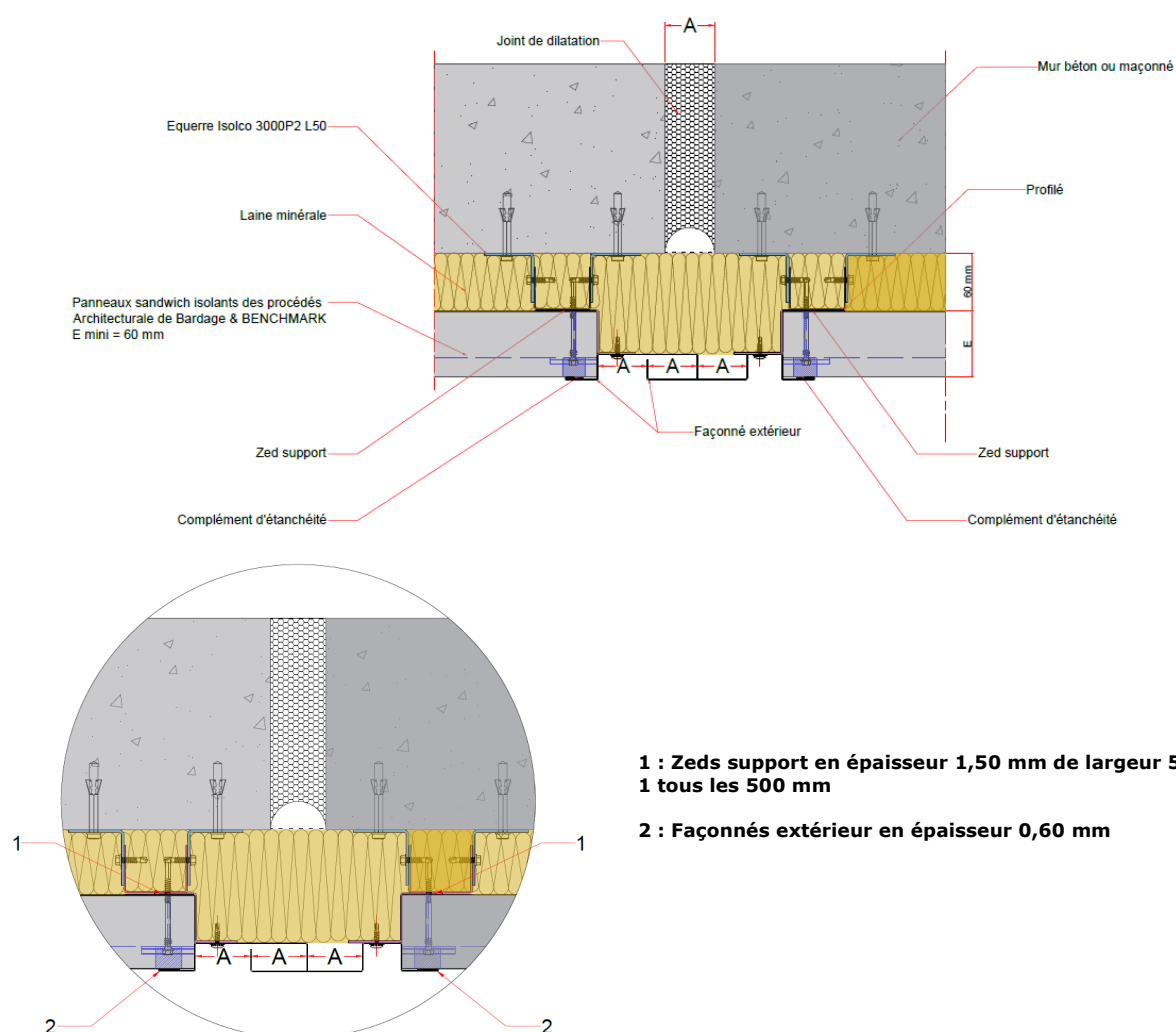 A
Joint de dilatation
Mur béton ou maçonné
Equerre Isolco 3000P2 L50
Profilé
Laine minérale
60 mm
Panneaux sandwich isolants des procédés
Architecturale de Bardage & BENCHMARK
E mini = 60 mm
E
A
A
A
Façonné extérieur
Zed support
Zed support
Complément d'étanchéité
Complément d'étanchéité
1 : Zeds support en épaisseur 1,50 mm de largeur 5
1 tous les 500 mm
2 : Façonnés extérieur en épaisseur 0,60 mm
1
1
A
A
A
2
2